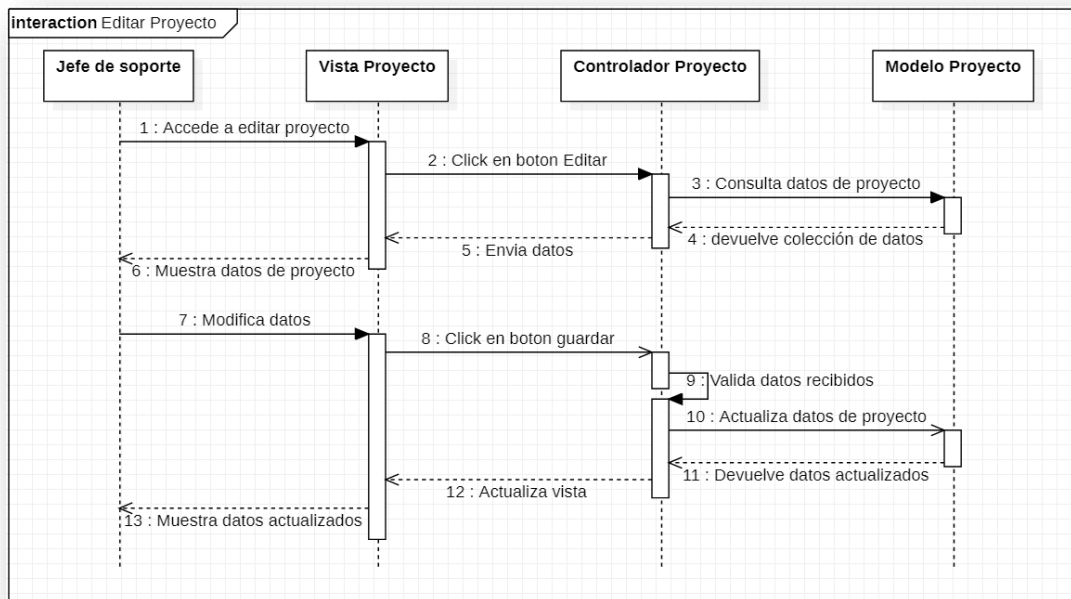 interaction Editar Proyecto
Jefe de soporte
Vista Proyecto
Controlador Proyecto
Modelo Proyecto
1 : Accede a editar proyecto
2 : Click en boton Editar
3 : Consulta datos de proyecto
4 : devuelve colección de datos
5 : Envia datos
6 : Muestra datos de proyecto
7 : Modifica datos
8 : Click en boton guardar
9 : Valida datos recibidos
10 : Actualiza datos de proyecto
11 : Devuelve datos actualizados
12 : Actualiza vista
13 : Muestra datos actualizados